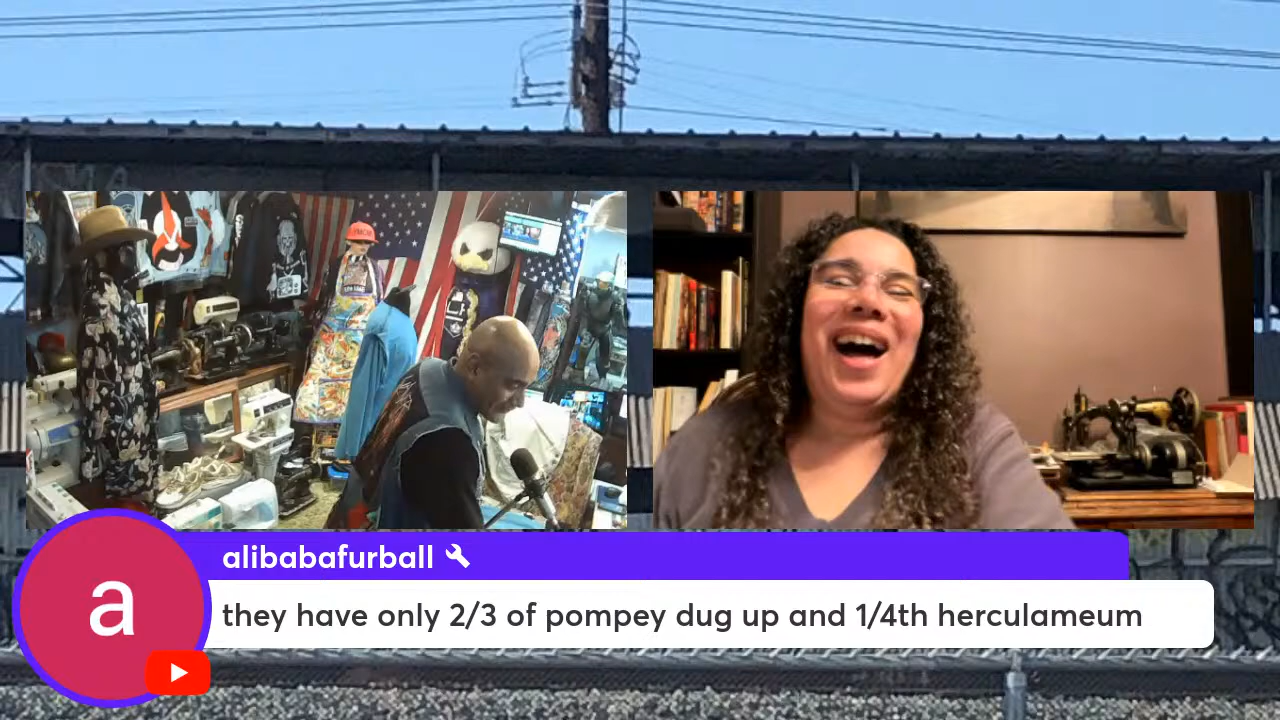 alibabafurball
a
they have only 2/3 of pompey dug up and 1/4th herculameum